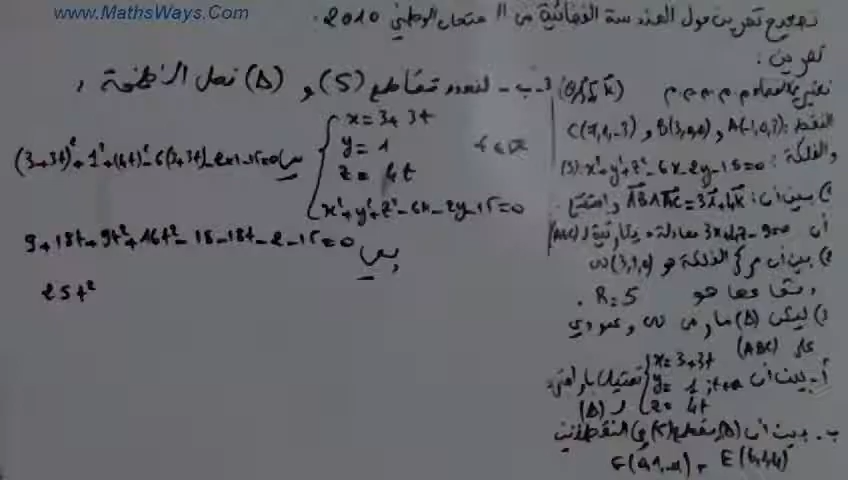 www.MathsWays.Com
تصحيح تمرين حول الهندسة الفضائية من الامتحان الوطني 2010.
تمرين:
نعتبر بالفضاء م.م.م.م
النقط: A(-1,0,3) و B(3,0,0) و C(7,1,-3)
والفلكة: (S): x²+y²+z²-6x-2y-15=0
1) بين أن: AB∧AC=3i+4k واستنتج
أن 3x+4z-9=0 معادلة ديكارتية لـ (ABC)
2) بين أن مركز الفلكة هو Ω(3,1,0)
وشعاعها هو R=5.
3) ليكن (Δ) مار من Ω وعمودي
على (ABC)
أ- بين أن { x=3+3t
y=1 ; t∈R تمثيل بارامتري
z=4t لـ (Δ)
ب- بين أن (Δ) يقطع (S) في النقطتين
E(6,1,4) و F(0,1,-4)
3- ب - لنحدد تقاطع (S) و (Δ) نحل النظمة:
{ x=3+3t
y=1 t∈R
z=4t
x²+y²+z²-6x-2y-15=0
(3+3t)²+1²+(4t)²-6(3+3t)-2×1-15=0 يعني
9+18t+9t²+16t²-18-18t-2-15=0 يعني
25t²